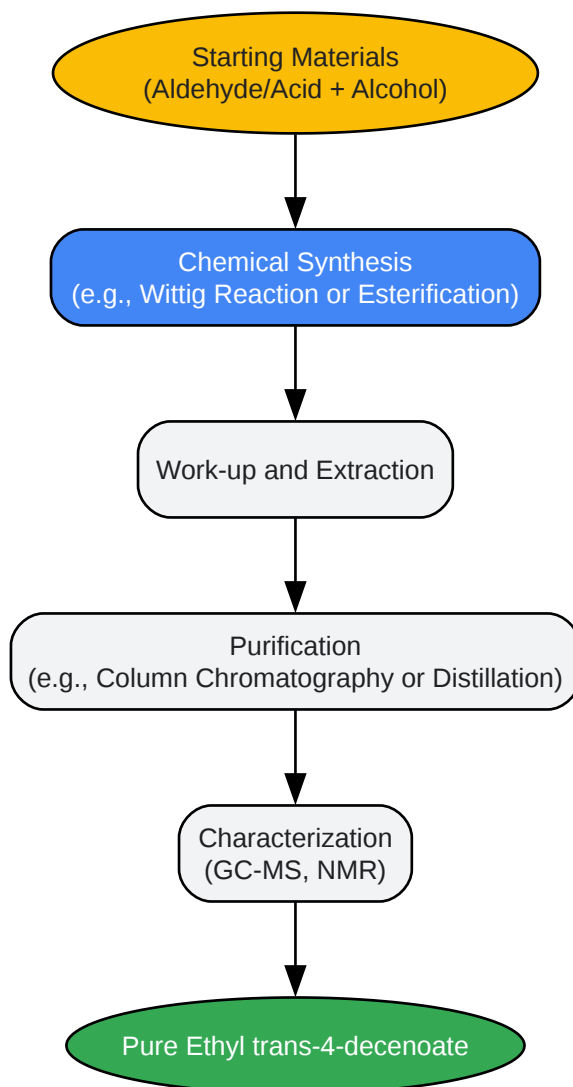 Starting Materials
(Aldehyde/Acid + Alcohol)
Chemical Synthesis
(e.g., Wittig Reaction or Esterification)
Work-up and Extraction
Purification
(e.g., Column Chromatography or Distillation)
Characterization
(GC-MS, NMR)
Pure Ethyl trans-4-decenoate